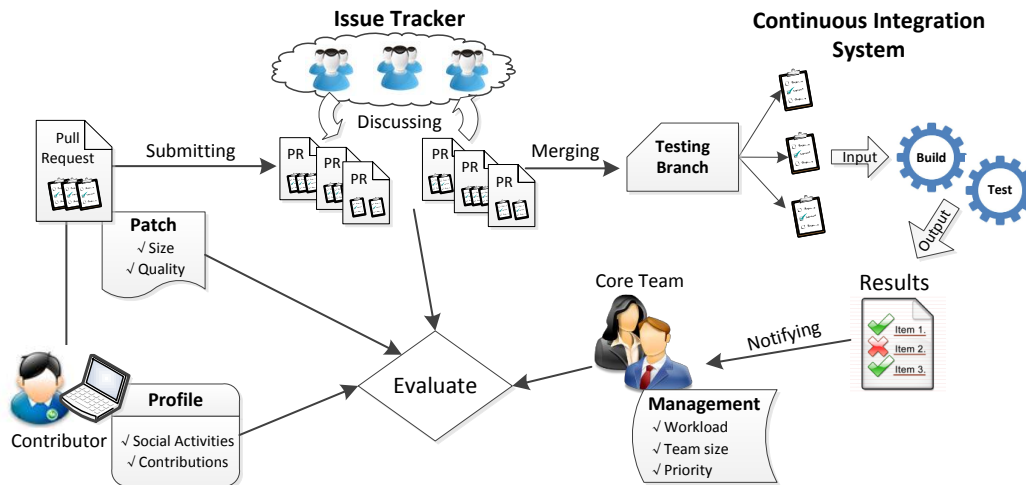 Issue Tracker
Continuous Integration
System
Pull
Request
Submitting
Discussing
PR
PR
PR
PR
PR
PR
Merging
Testing
Branch
Input
Build
Test
Output
Patch
√ Size
√ Quality
Core Team
Results
Item 1.
Item 2.
Item 3.
Notifying
Evaluate
Contributor
Profile
√ Social Activities
√ Contributions
Management
√ Workload
√ Team size
√ Priority